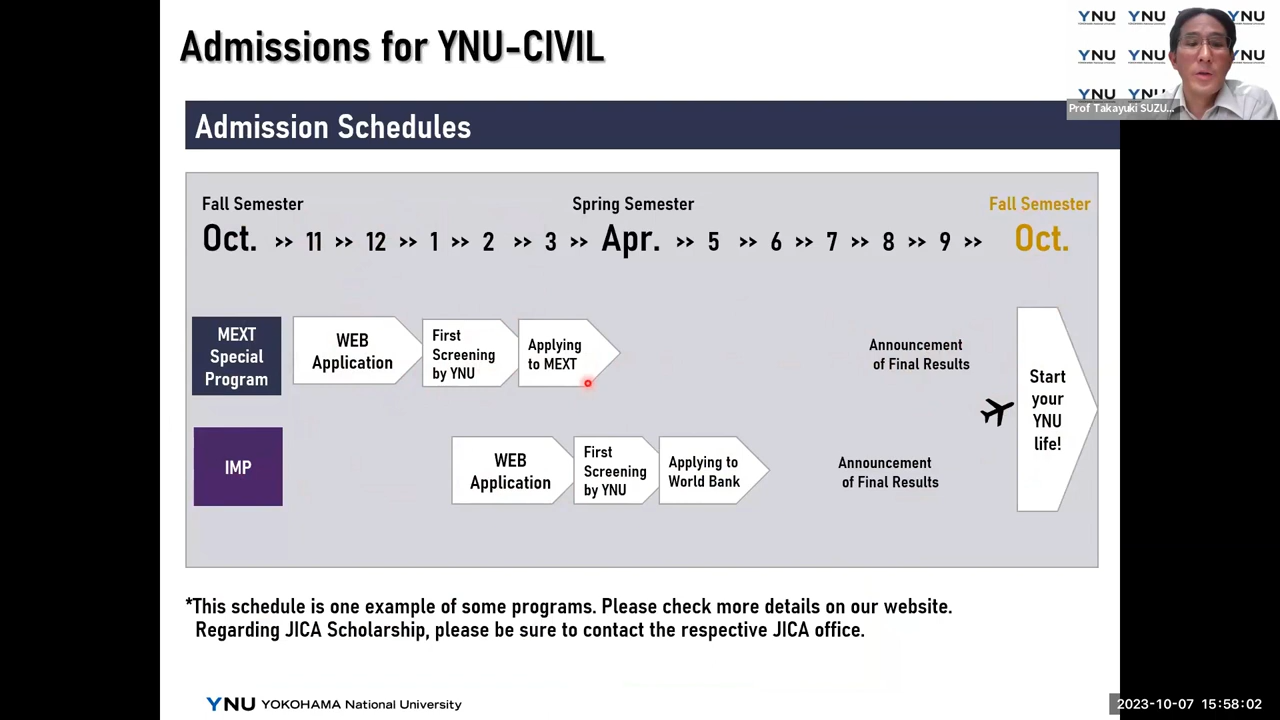 Admissions for YNU-CIVIL
YNU YNU YNU
YNU YNU
YNU YNU
Prof Takayuki SUZU...
Admission Schedules
Fall Semester
Spring Semester
Fall Semester
Oct. >> 11 >> 12 >> 1 >> 2 >> 3 >> Apr. >> 5 >> 6 >> 7 >> 8 >> 9 >> Oct.
MEXT
Special
Program
WEB
Application
First
Screening
by YNU
Applying
to MEXT
Announcement
of Final Results
Start
your
YNU
life!
IMP
WEB
Application
First
Screening
by YNU
Applying to
World Bank
Announcement
of Final Results
*This schedule is one example of some programs. Please check more details on our website.
Regarding JICA Scholarship, please be sure to contact the respective JICA office.
YNU YOKOHAMA National University
2023-10-07 15:58:02